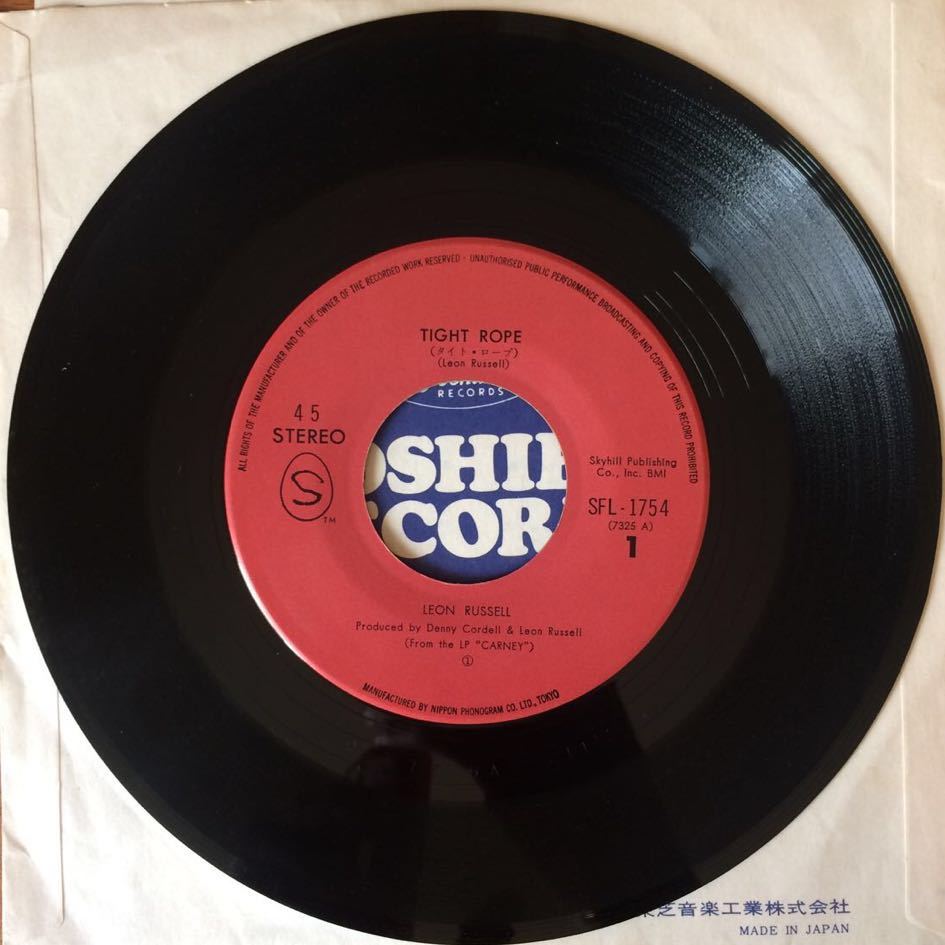 ALL RIGHTS OF THE MANUFACTURER AND OF THE OWNER OF THE RECORDED WORK RESERVED · UNAUTHORISED PUBLIC PERFORMANCE BROADCASTING AND COPYING OF THIS RECORD PROHIBITED
TIGHT ROPE
(タイト・ロープ)
(Leon Russell)
RECORDS
45
STEREO
S
TM
OSHIB
COR
Skyhill Publishing
Co., Inc. BMI
SFL-1754
(7325 A)
1
LEON RUSSELL
Produced by Denny Cordell & Leon Russell
(From the LP "CARNEY")
①
MANUFACTURED BY NIPPON PHONOGRAM CO. LTD., TOKYO
芝音楽工業株式会社
MADE IN JAPAN